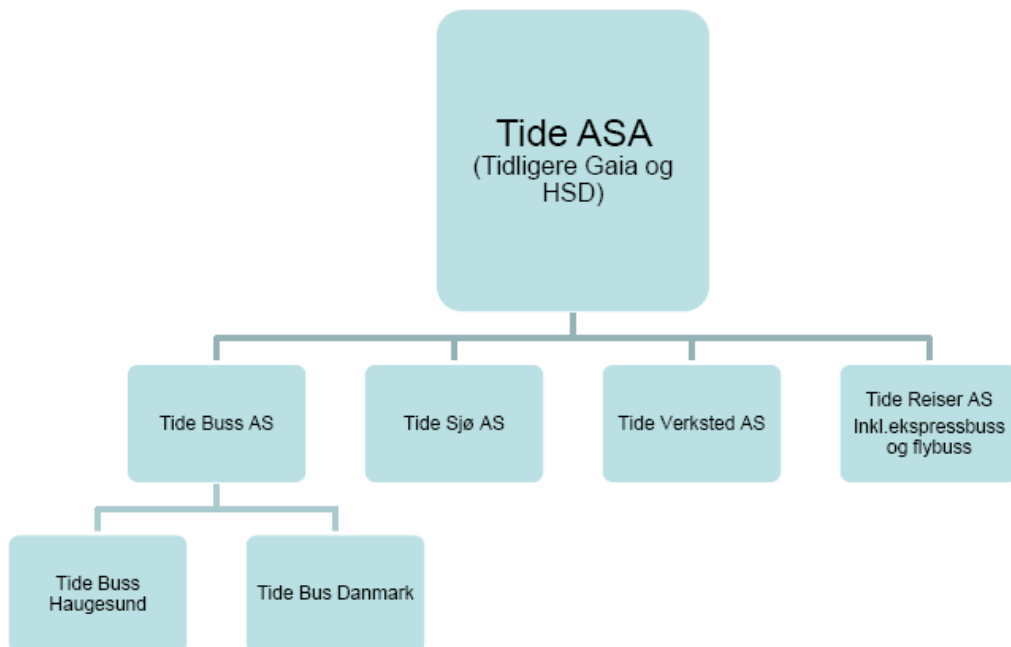 Tide ASA
(Tidligere Gaia og
HSD)
Tide Buss AS
Tide Sjø AS
Tide Verksted AS
Tide Reiser AS
Inkl.ekspressbuss
og flybuss
Tide Buss
Haugesund
Tide Bus Danmark